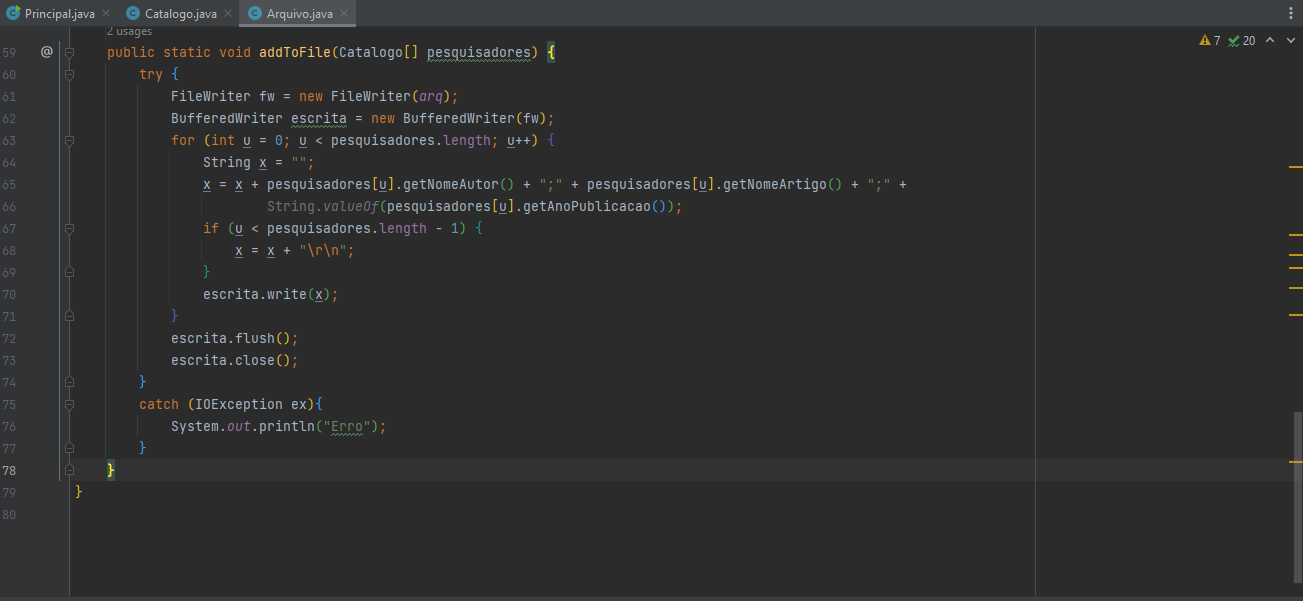 Principal.java
Catalogo.java
Arquivo.java
2 usages
7
20
59 @ public static void addToFile(Catalogo[] pesquisadores) {
60 try {
61 FileWriter fw = new FileWriter(arq);
62 BufferedWriter escrita = new BufferedWriter(fw);
63 for (int u = 0; u < pesquisadores.length; u++) {
64 String x = "";
65 x = x + pesquisadores[u].getNomeAutor() + ";" + pesquisadores[u].getNomeArtigo() + ";" +
66 String.valueOf(pesquisadores[u].getAnoPublicacao());
67 if (u < pesquisadores.length - 1) {
68 x = x + "\r\n";
69 }
70 escrita.write(x);
71 }
72 escrita.flush();
73 escrita.close();
74 }
75 catch (IOException ex){
76 System.out.println("Erro");
77 }
78 }
79 }
80